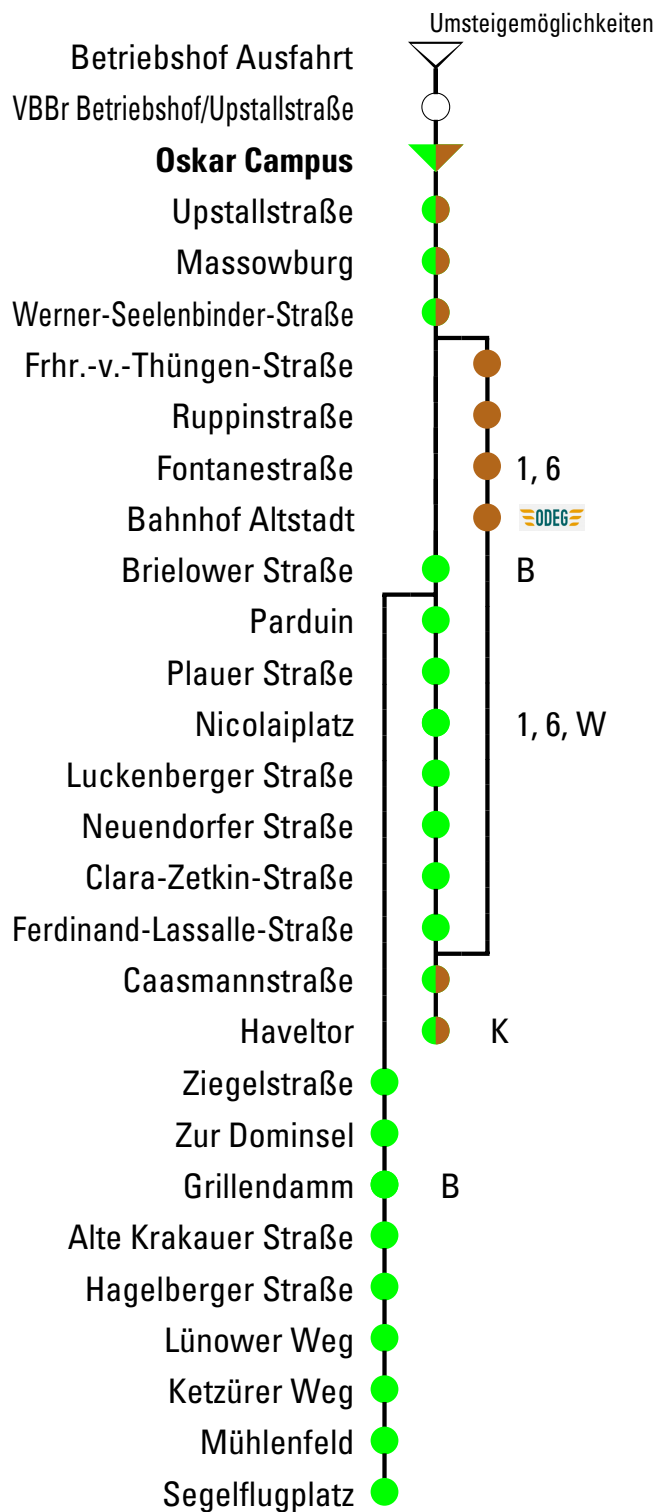 Umsteigemöglichkeiten
Betriebshof Ausfahrt
VBBr Betriebshof/Upstallstraße
Oskar Campus
Upstallstraße
Massowburg
Werner-Seelenbinder-Straße
Frhr.-v.-Thüngen-Straße
Ruppinstraße
Fontanestraße 1, 6
Bahnhof Altstadt ODEG
Brielower Straße B
Parduin
Plauer Straße
Nicolaiplatz 1, 6, W
Luckenberger Straße
Neuendorfer Straße
Clara-Zetkin-Straße
Ferdinand-Lassalle-Straße
Caasmannstraße
Haveltor K
Ziegelstraße
Zur Dominsel
Grillendamm B
Alte Krakauer Straße
Hagelberger Straße
Lünower Weg
Ketzürer Weg
Mühlenfeld
Segelflugplatz